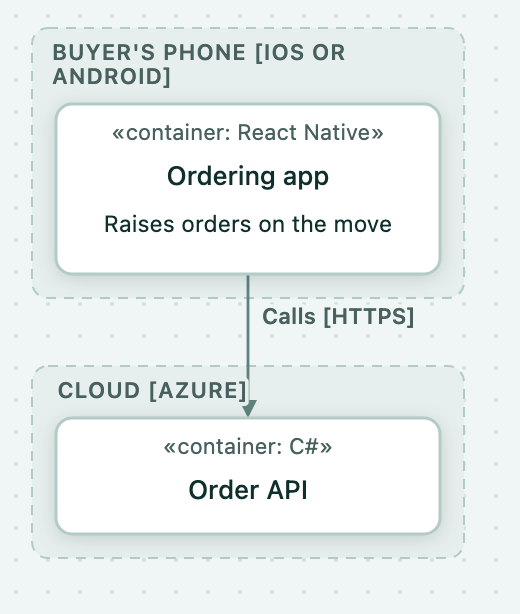 BUYER'S PHONE [IOS OR
ANDROID]
«container: React Native»
Ordering app
Raises orders on the move
Calls [HTTPS]
CLOUD [AZURE]
«container: C#»
Order API